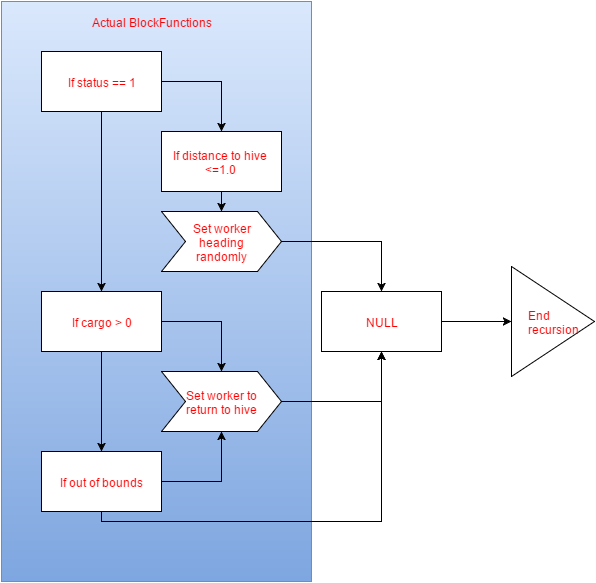 Actual BlockFunctions
If status == 1
If distance to hive
<=1.0
Set worker
heading
randomly
If cargo > 0
NULL
End
recursion
Set worker to
return to hive
If out of bounds